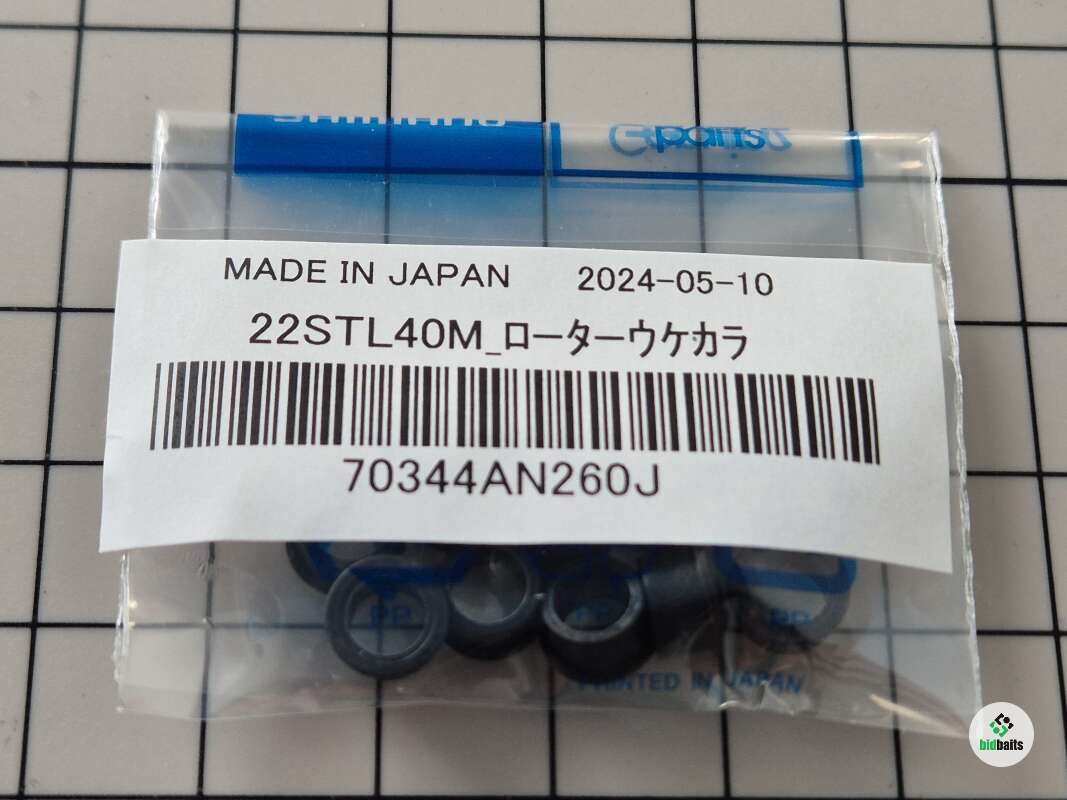 SHIMANO
parts
MADE IN JAPAN 2024-05-10
22STL40M_ローターウケカラ
70344AN260J
PP
PP
PRINTED IN JAPAN
bidbaits